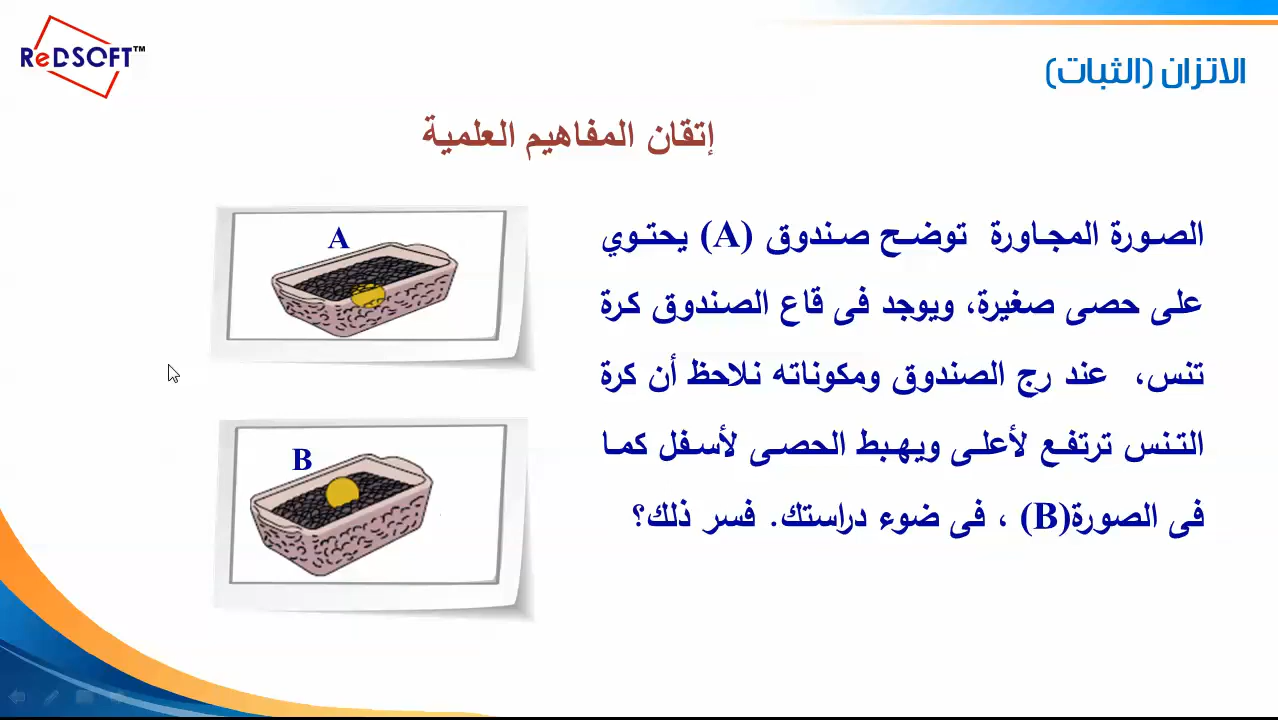 ReDSOFT™
الاتزان (الثبات)
إتقان المفاهيم العلمية
الصورة المجاورة توضح صندوق (A) يحتوي
على حصى صغيرة، ويوجد فى قاع الصندوق كرة
تنس، عند رج الصندوق ومكوناته نلاحظ أن كرة
التنس ترتفع لأعلى ويهبط الحصى لأسفل كما
فى الصورة(B) ، فى ضوء دراستك. فسر ذلك؟
A
B